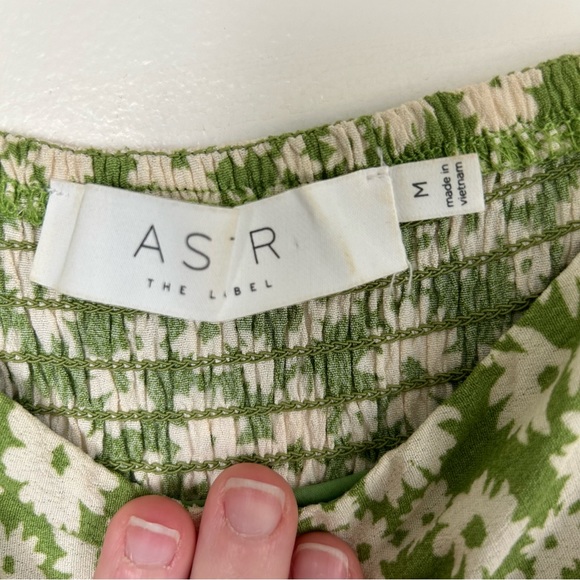 ASTR
THE LABEL
M
made in
vietnam